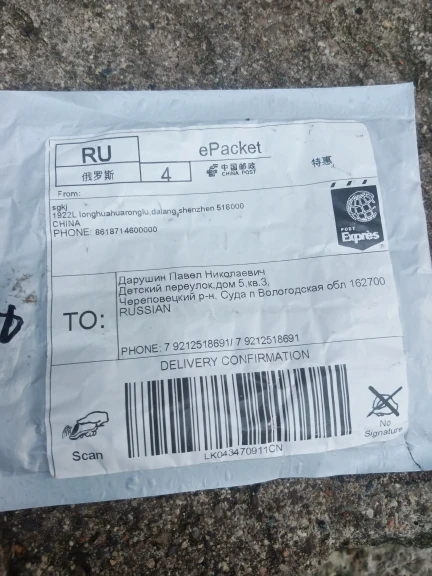 RU
ePacket
俄罗斯
4
中国邮政
CHINA POST
特惠
From:
sgkj
1922L longhuahuaronglu,dalang,shenzhen 518000
CHINA
PHONE: 8618714600000
POST
Exprès
TO:
Дарушин Павел Николаевич
Детский переулок,дом 5,кв.3,
Череповецкий р-н, Суда п Вологодская обл 162700
RUSSIAN
PHONE: 7 9212518691/ 7 9212518691
DELIVERY CONFIRMATION
Scan
LK043470911CN
No
Signature